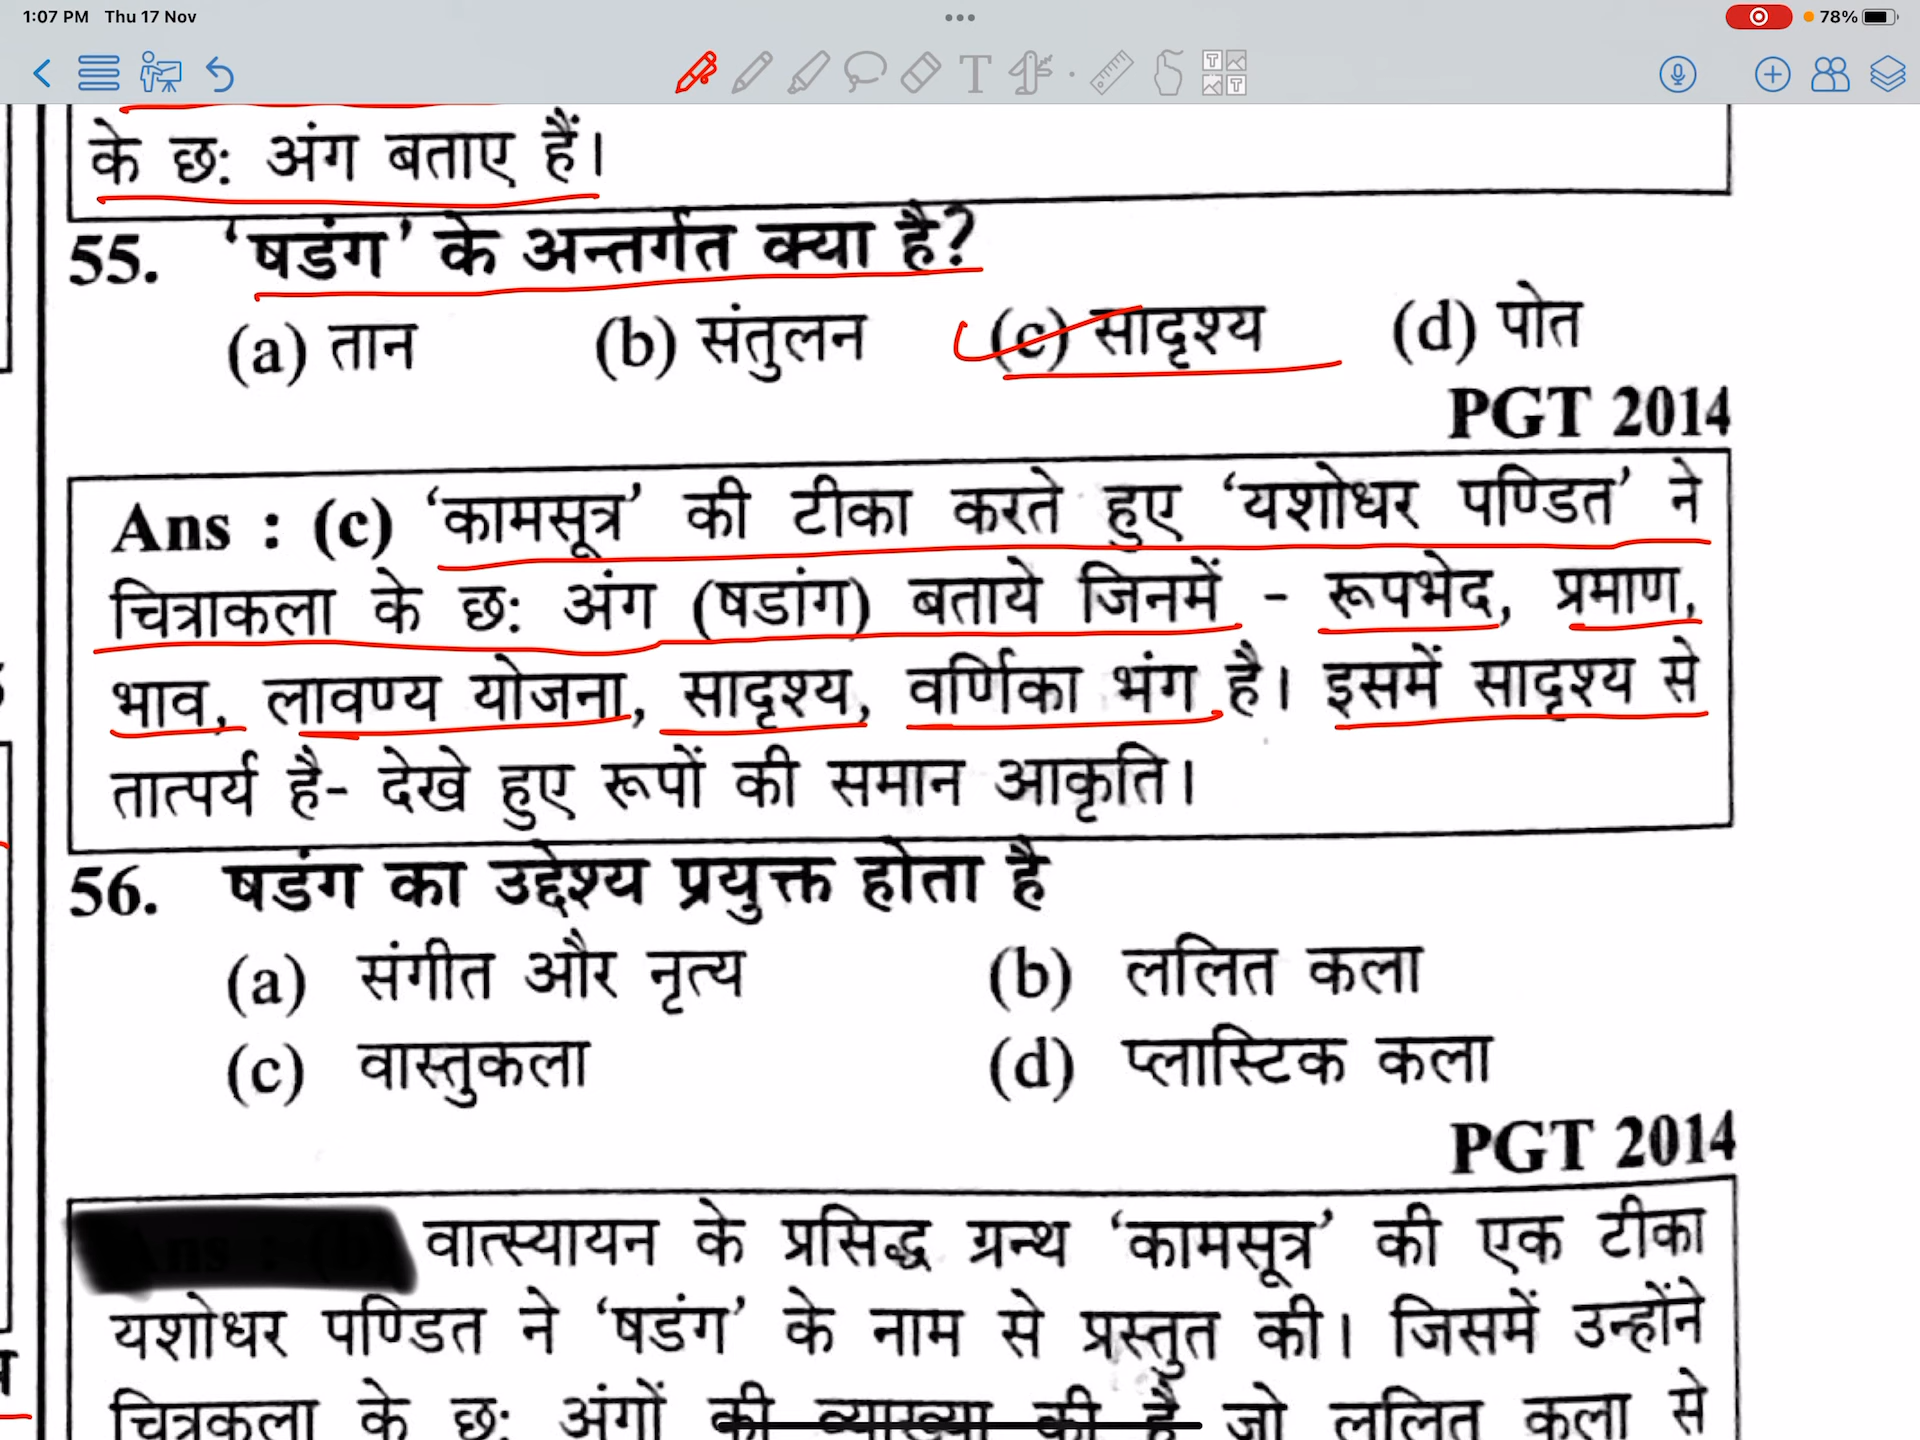 1:07 PM Thu 17 Nov
78%
के छः अंग बताए हैं।
55. 'षडंग' के अन्तर्गत क्या है?
(a) तान (b) संतुलन (c) सादृश्य (d) पोत
PGT 2014
Ans : (c) 'कामसूत्र' की टीका करते हुए 'यशोधर पण्डित' ने
चित्राकला के छः अंग (षडांग) बताये जिनमें - रूपभेद, प्रमाण,
भाव, लावण्य योजना, सादृश्य, वर्णिका भंग है। इसमें सादृश्य से
तात्पर्य है- देखे हुए रूपों की समान आकृति।
56. षडंग का उद्देश्य प्रयुक्त होता है
(a) संगीत और नृत्य (b) ललित कला
(c) वास्तुकला (d) प्लास्टिक कला
PGT 2014
Ans : (b) वात्स्यायन के प्रसिद्ध ग्रन्थ 'कामसूत्र' की एक टीका
यशोधर पण्डित ने 'षडंग' के नाम से प्रस्तुत की। जिसमें उन्होंने
चित्रकला के छः अंगों की व्याख्या की है जो ललित कला से